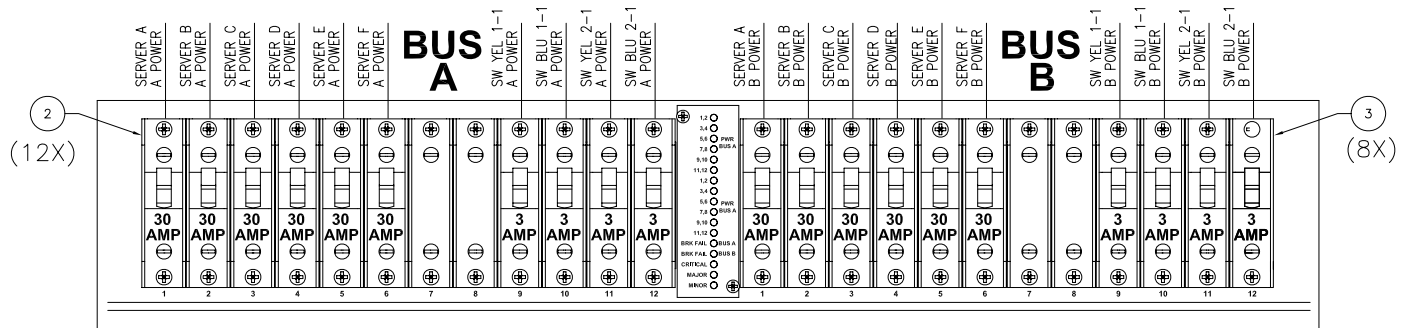 SERVER A
A POWER
SERVER B
A POWER
SERVER C
A POWER
SERVER D
A POWER
SERVER E
A POWER
SERVER F
A POWER
BUS
A
SW YEL 1-1
A POWER
SW BLU 1-1
A POWER
SW YEL 2-1
A POWER
SW BLU 2-1
A POWER
SERVER A
B POWER
SERVER B
B POWER
SERVER C
B POWER
SERVER D
B POWER
SERVER E
B POWER
SERVER F
B POWER
BUS
B
SW YEL 1-1
B POWER
SW BLU 1-1
B POWER
SW YEL 2-1
B POWER
SW BLU 2-1
B POWER
2
(12X)
3
(8X)
1,2
3,4
5,6 PWR
7,8 BUS A
9,10
11,12
1,2
3,4
5,6 PWR
7,8 BUS A
9,10
11,12
BRK FAIL BUS A
BRK FAIL BUS B
CRITICAL
MAJOR
MINOR
30 30 30 30 30 30 3 3 3 3
AMP AMP AMP AMP AMP AMP AMP AMP AMP AMP
1 2 3 4 5 6 7 8 9 10 11 12
30 30 30 30 30 30 3 3 3 3
AMP AMP AMP AMP AMP AMP AMP AMP AMP AMP
1 2 3 4 5 6 7 8 9 10 11 12